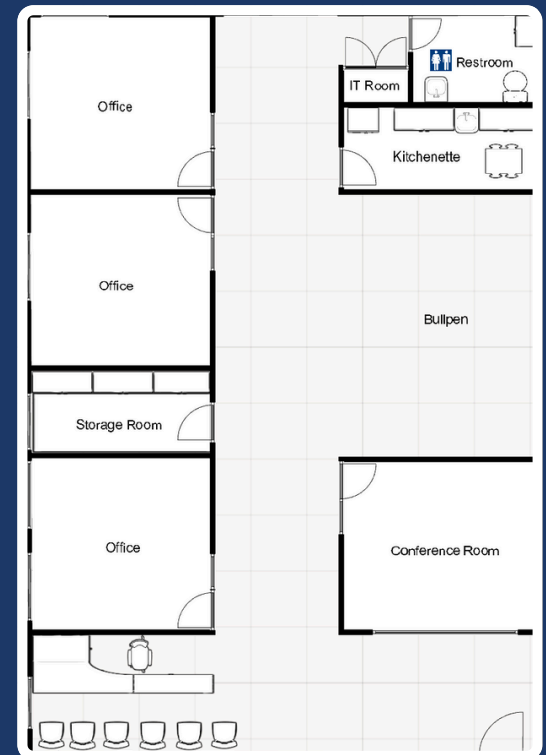 Restroom
IT Room
Office
Kitchenette
Office
Bullpen
Storage Room
Office
Conference Room